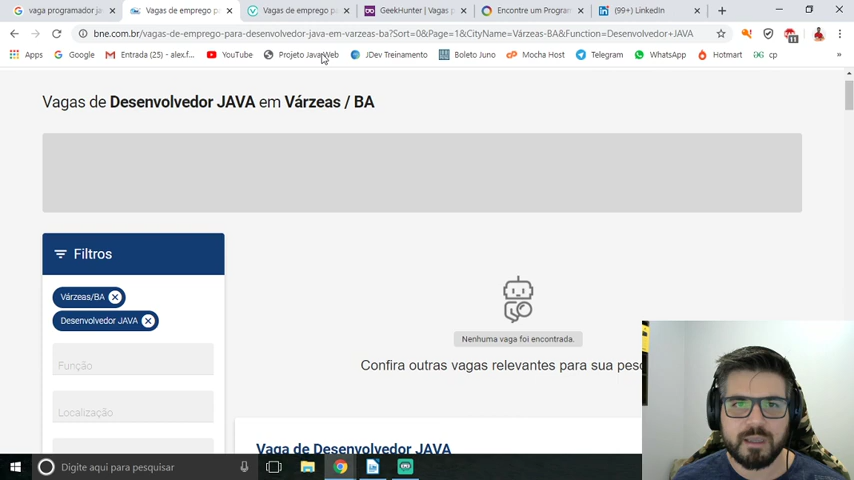 vaga programador ja
Vagas de emprego p
Vagas de emprego pa
GeekHunter | Vagas p
Encontre um Program
(99+) LinkedIn
bne.com.br/vagas-de-emprego-para-desenvolvedor-java-em-varzeas-ba?Sort=0&Page=1&CityName=Várzeas-BA&Function=Desenvolvedor+JAVA
11
Apps
Google
Entrada (25) - alex.f...
YouTube
Projeto JavaWeb
JDev Treinamento
Boleto Juno
Mocha Host
Telegram
WhatsApp
Hotmart
cp
»
Vagas de Desenvolvedor JAVA em Várzeas / BA
Filtros
Várzeas/BA
Desenvolvedor JAVA
Função
Localização
Nenhuma vaga foi encontrada.
Confira outras vagas relevantes para sua pesq
Vaga de Desenvolvedor JAVA
Digite aqui para pesquisar